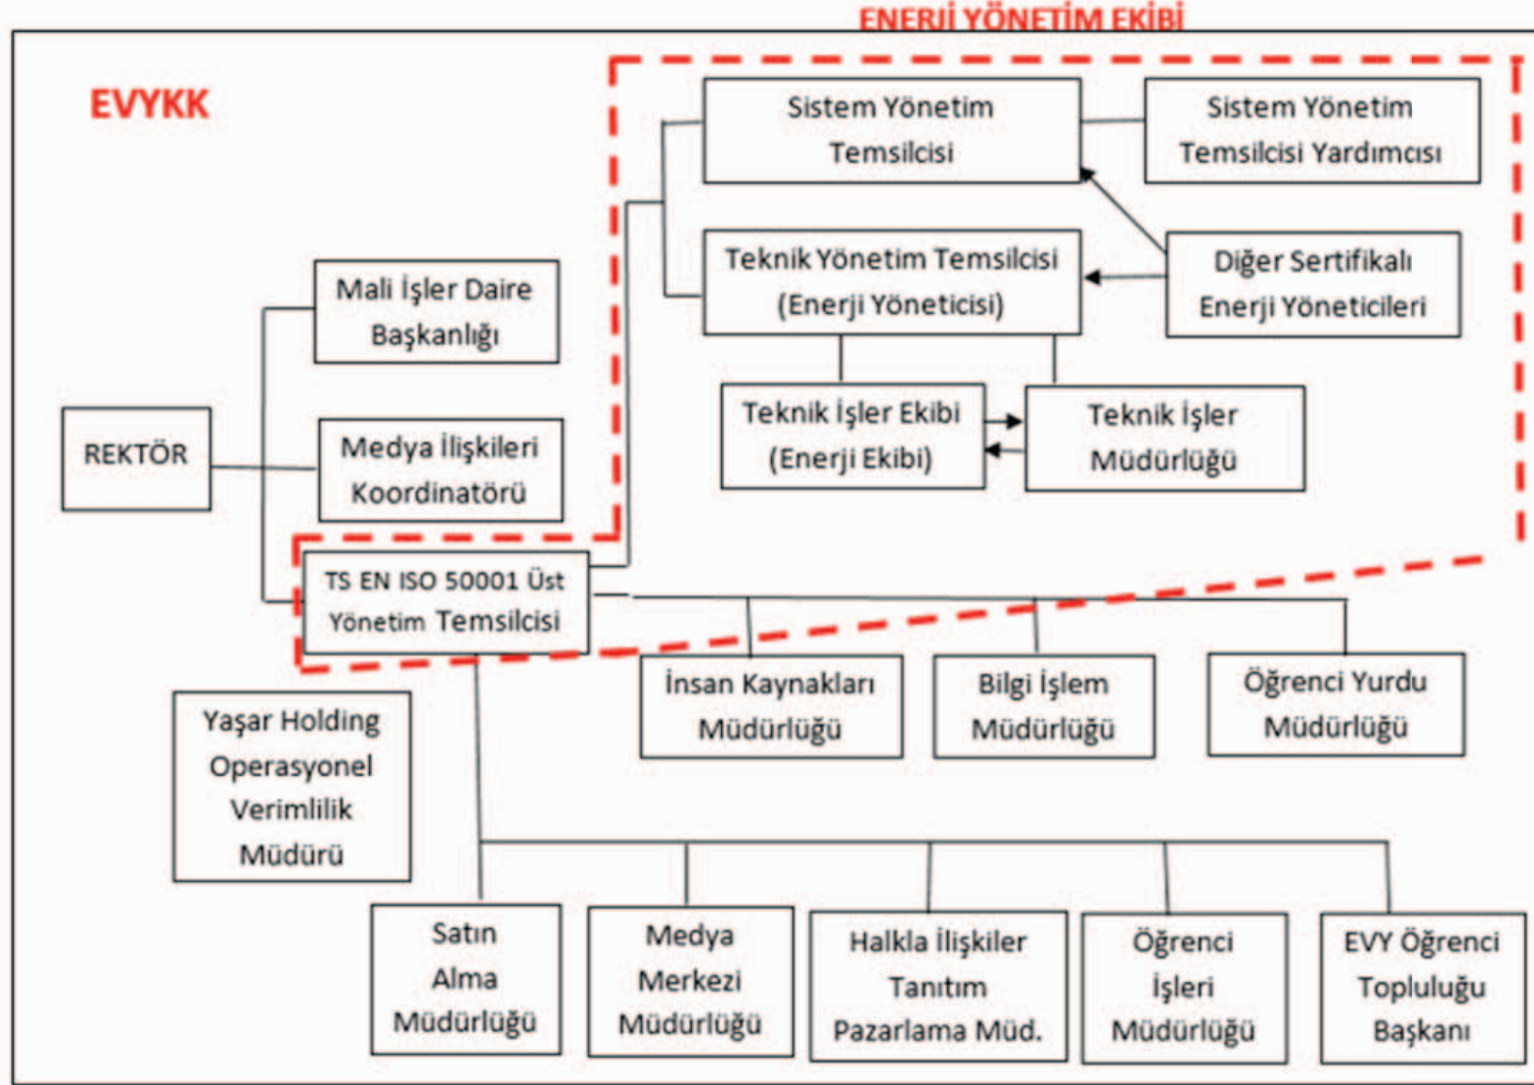 ENERJİ YÖNETİM EKİBİ
EVYKK
Sistem Yönetim
Temsilcisi
Sistem Yönetim
Temsilcisi Yardımcısı
Teknik Yönetim Temsilcisi
(Enerji Yöneticisi)
Diğer Sertifikalı
Enerji Yöneticileri
Mali İşler Daire
Başkanlığı
Teknik İşler Ekibi
(Enerji Ekibi)
Teknik İşler
Müdürlüğü
REKTÖR
Medya İlişkileri
Koordinatörü
TS EN ISO 50001 Üst
Yönetim Temsilcisi
İnsan Kaynakları
Müdürlüğü
Bilgi İşlem
Müdürlüğü
Öğrenci Yurdu
Müdürlüğü
Yaşar Holding
Operasyonel
Verimlilik
Müdürü
Satın
Alma
Müdürlüğü
Medya
Merkezi
Müdürlüğü
Halkla İlişkiler
Tanıtım
Pazarlama Müd.
Öğrenci
İşleri
Müdürlüğü
EVY Öğrenci
Topluluğu
Başkanı